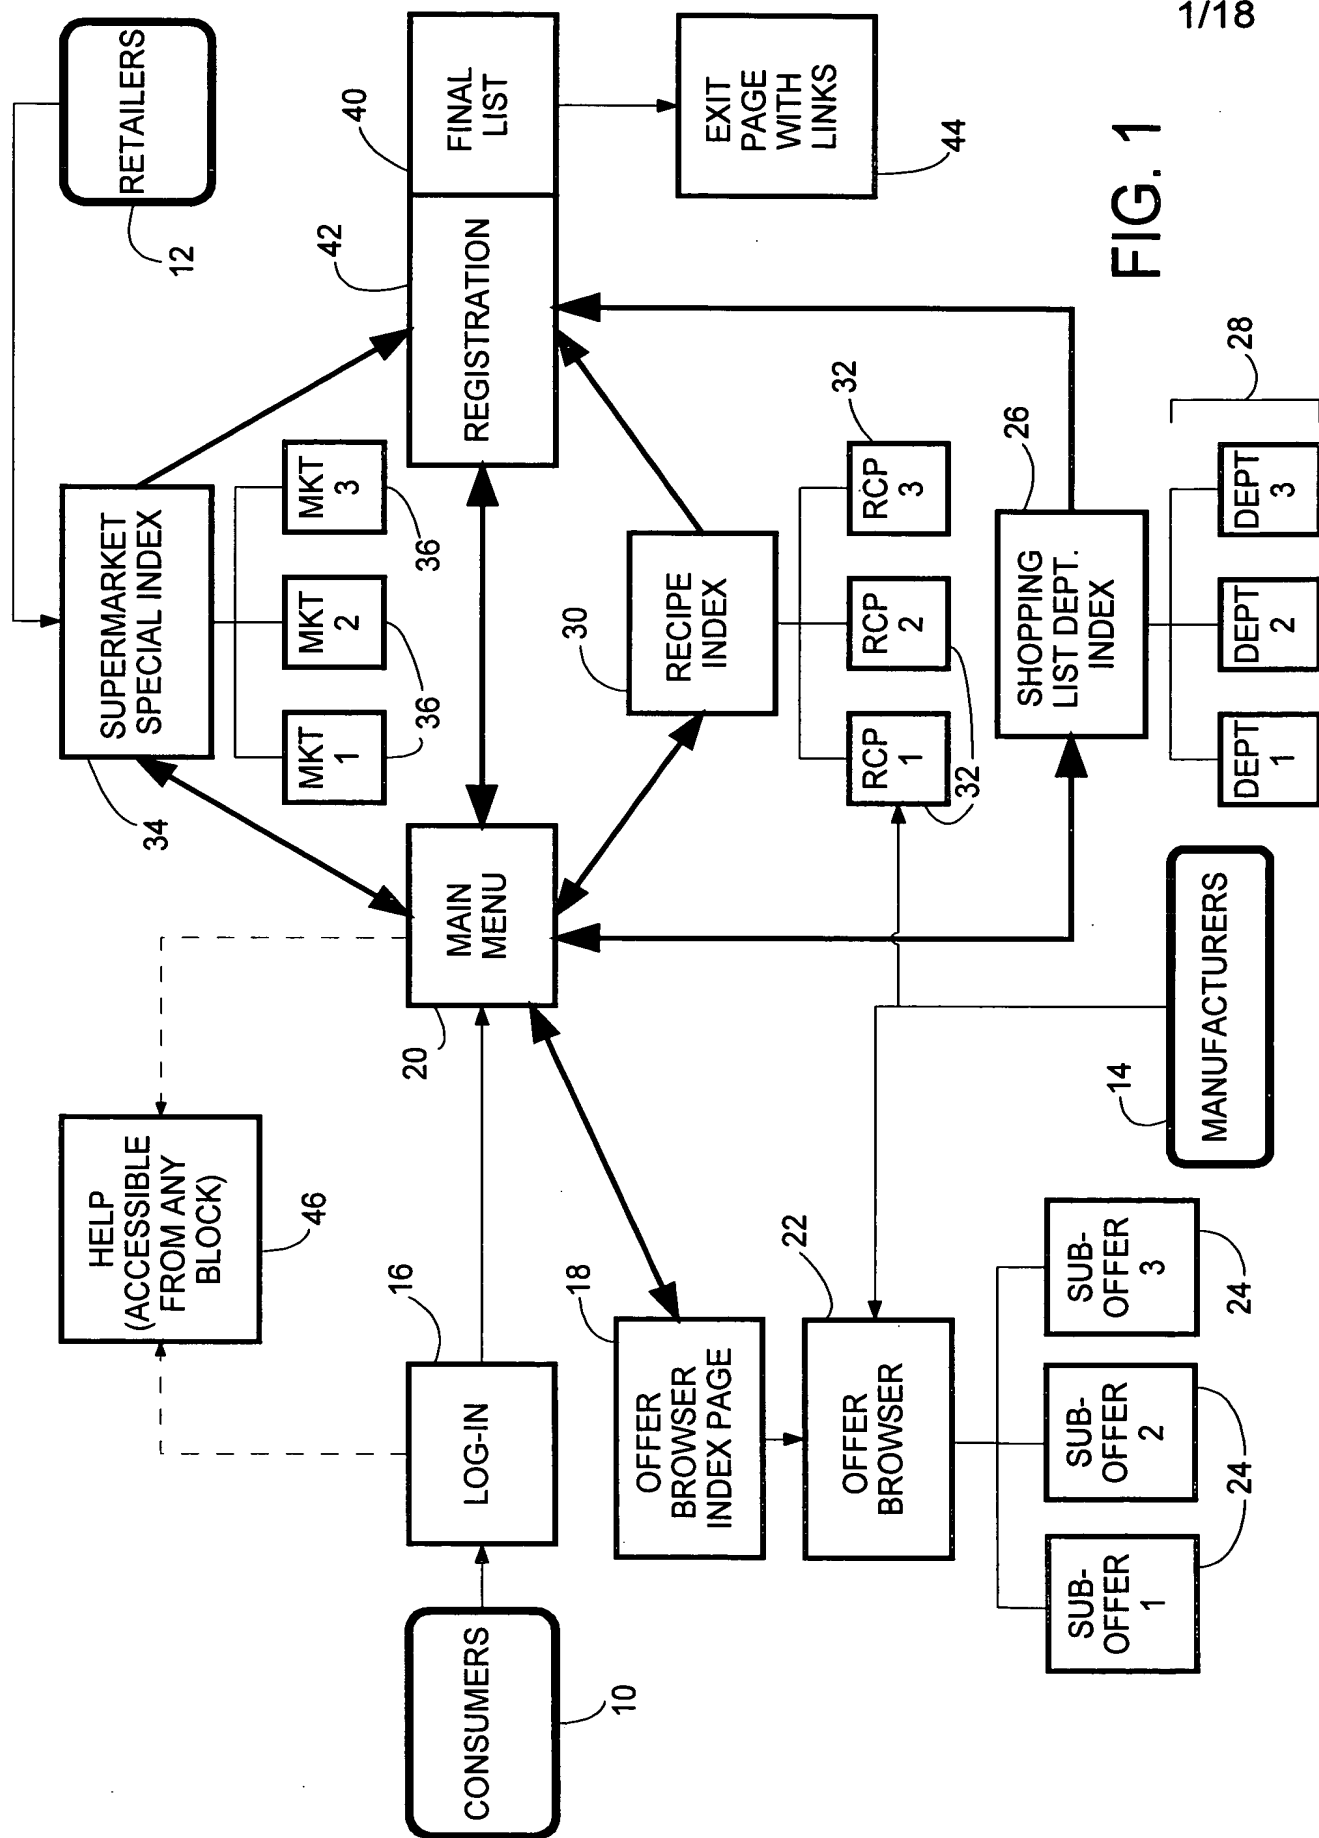 1/18
HELP
(ACCESSIBLE
FROM ANY
BLOCK)
46
SUPERMARKET
SPECIAL INDEX
34
RETAILERS
12
MKT
1
MKT
2
MKT
3
36
36
CONSUMERS
10
LOG-IN
16
MAIN
MENU
20
REGISTRATION
42
FINAL
LIST
40
OFFER
BROWSER
INDEX PAGE
18
RECIPE
INDEX
30
EXIT
PAGE
WITH
LINKS
44
OFFER
BROWSER
22
RCP
1
RCP
2
RCP
3
32
32
SUB-
OFFER
1
SUB-
OFFER
2
SUB-
OFFER
3
24
24
SHOPPING
LIST DEPT.
INDEX
26
MANUFACTURERS
14
DEPT
1
DEPT
2
DEPT
3
28
FIG. 1